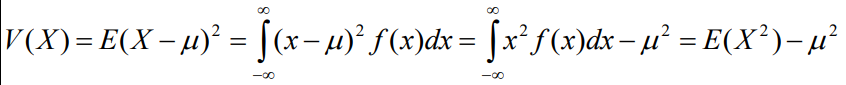 V(X) = E(X − μ)² = ∫_{−∞}^{∞} (x − μ)² f(x)dx = ∫_{−∞}^{∞} x² f(x)dx − μ² = E(X²) − μ²